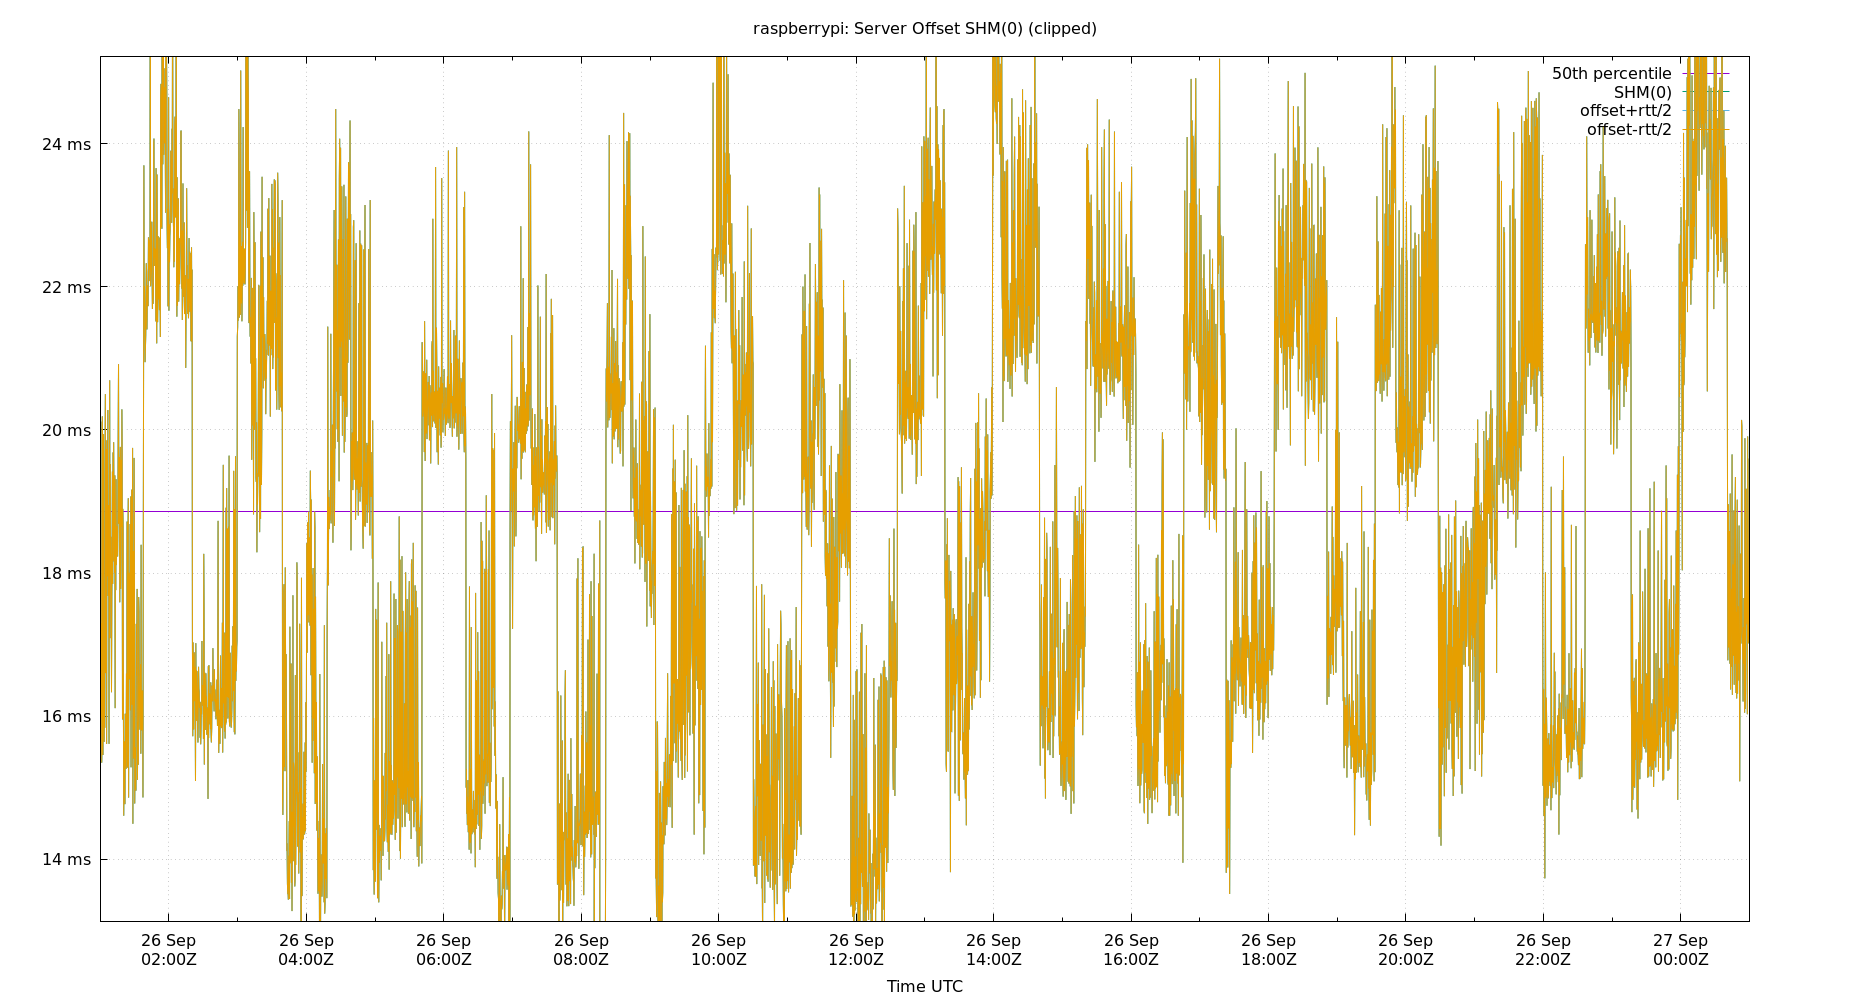 raspberrypi: Server Offset SHM(0) (clipped)
50th percentile
SHM(0)
offset+rtt/2
offset-rtt/2
24 ms
22 ms
20 ms
18 ms
16 ms
14 ms
26 Sep 26 Sep 26 Sep 26 Sep 26 Sep 26 Sep 26 Sep 26 Sep 26 Sep 26 Sep 26 Sep 27 Sep
02:00Z 04:00Z 06:00Z 08:00Z 10:00Z 12:00Z 14:00Z 16:00Z 18:00Z 20:00Z 22:00Z 00:00Z
Time UTC